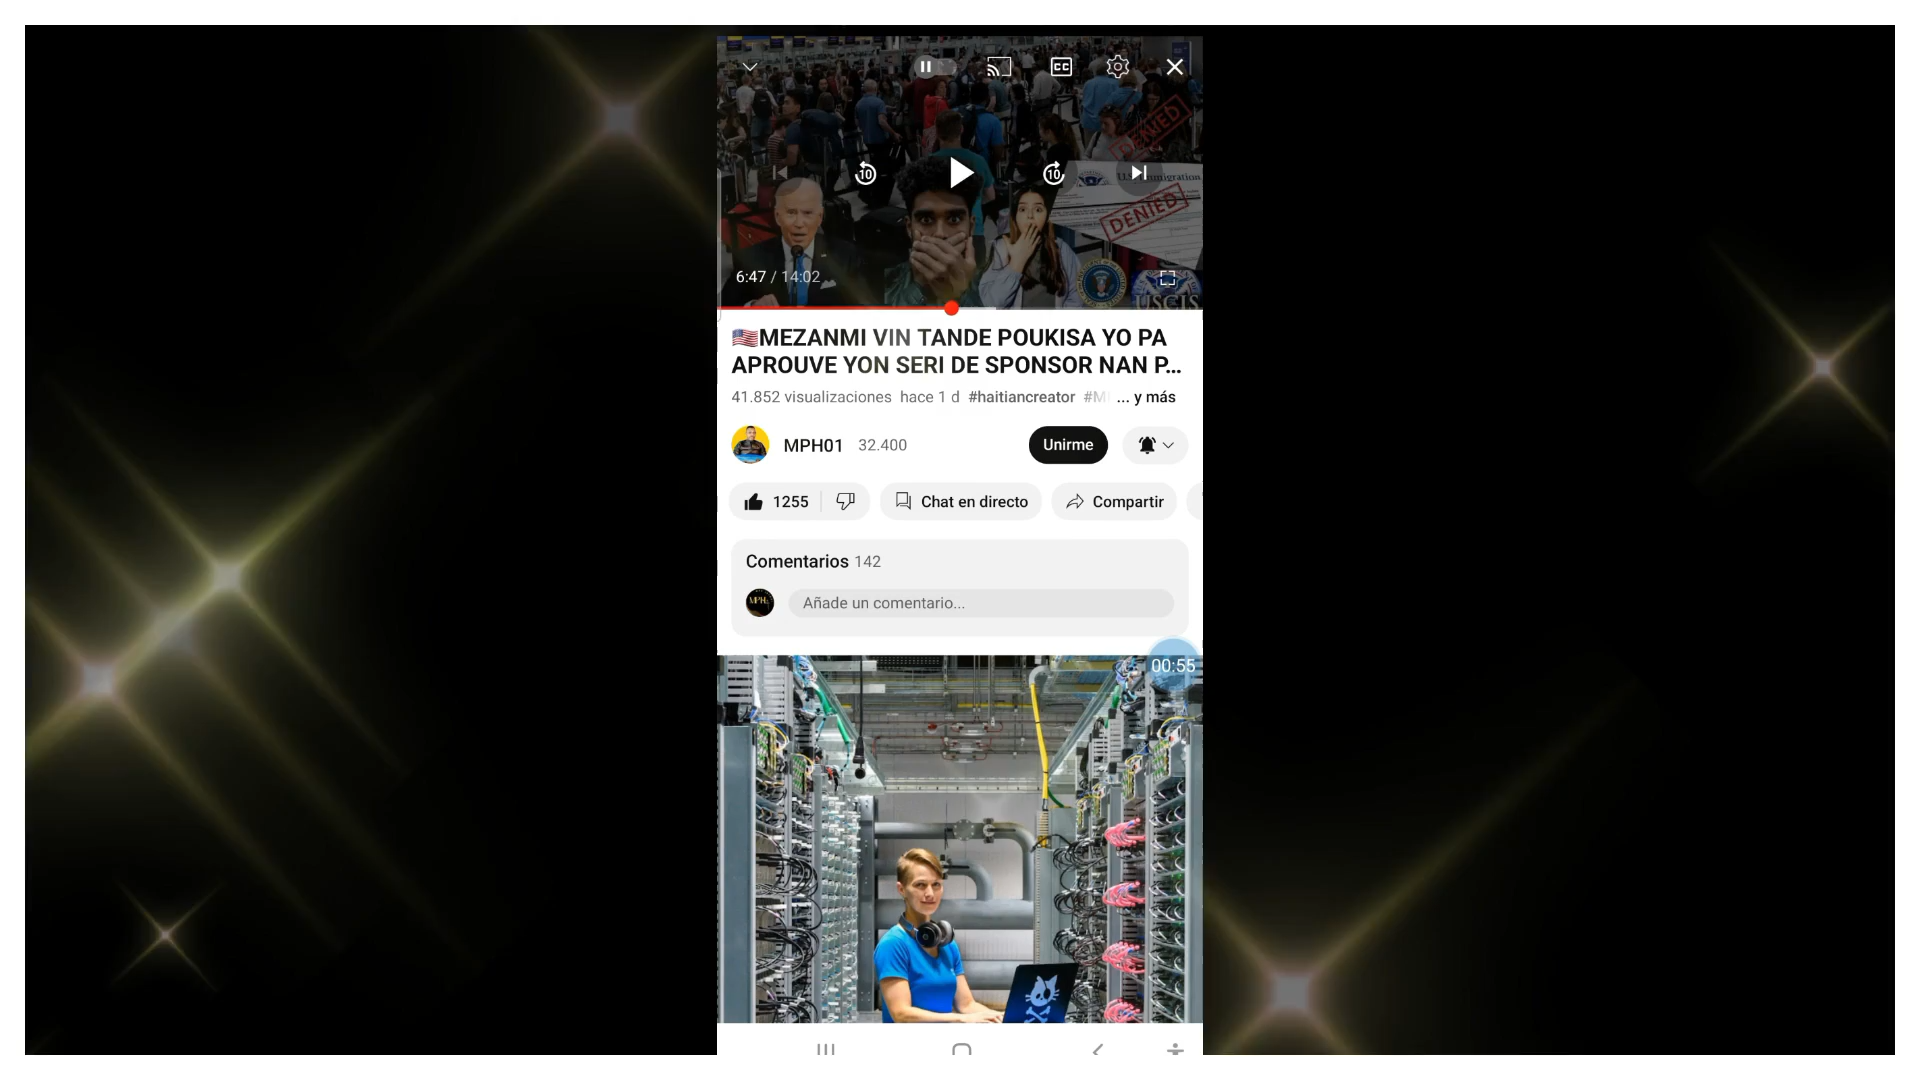 DENIED
U.S. Immigration
DENIED
6:47 / 14:02
USCIS
🇺🇸MEZANMI VIN TANDE POUKISA YO PA
APROUVE YON SERI DE SPONSOR NAN P...
41.852 visualizaciones hace 1 d #haitiancreator #M ... y más
MPH01 32.400 Unirme
1255 Chat en directo Compartir
Comentarios 142
Añade un comentario...
00:55